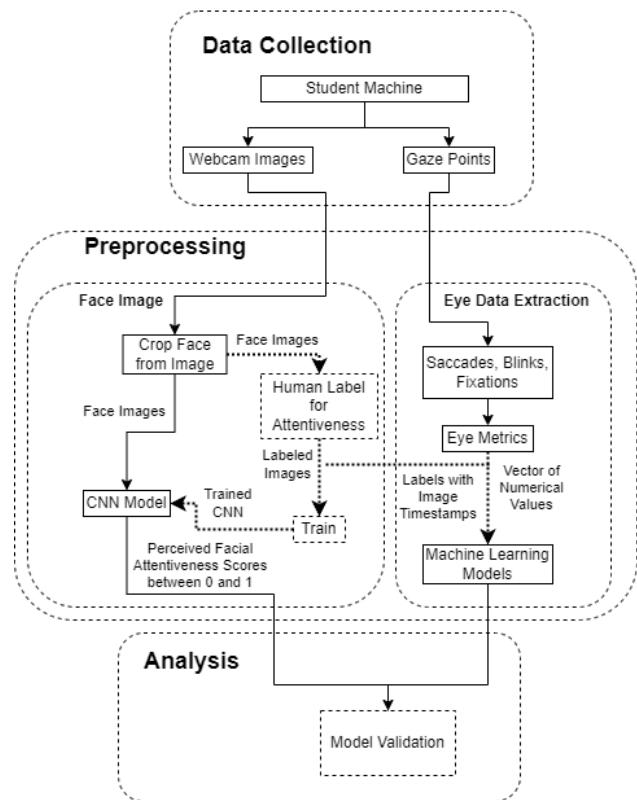 Data Collection
Student Machine
Webcam Images
Gaze Points
Preprocessing
Face Image
Crop Face
from Image
Face Images
Human Label
for
Attentiveness
Face Images
Labeled
Images
CNN Model
Trained
CNN
Train
Perceived Facial
Attentiveness Scores
between 0 and 1
Eye Data Extraction
Saccades, Blinks,
Fixations
Eye Metrics
Labels with
Image
Timestamps
Vector of
Numerical
Values
Machine Learning
Models
Analysis
Model Validation